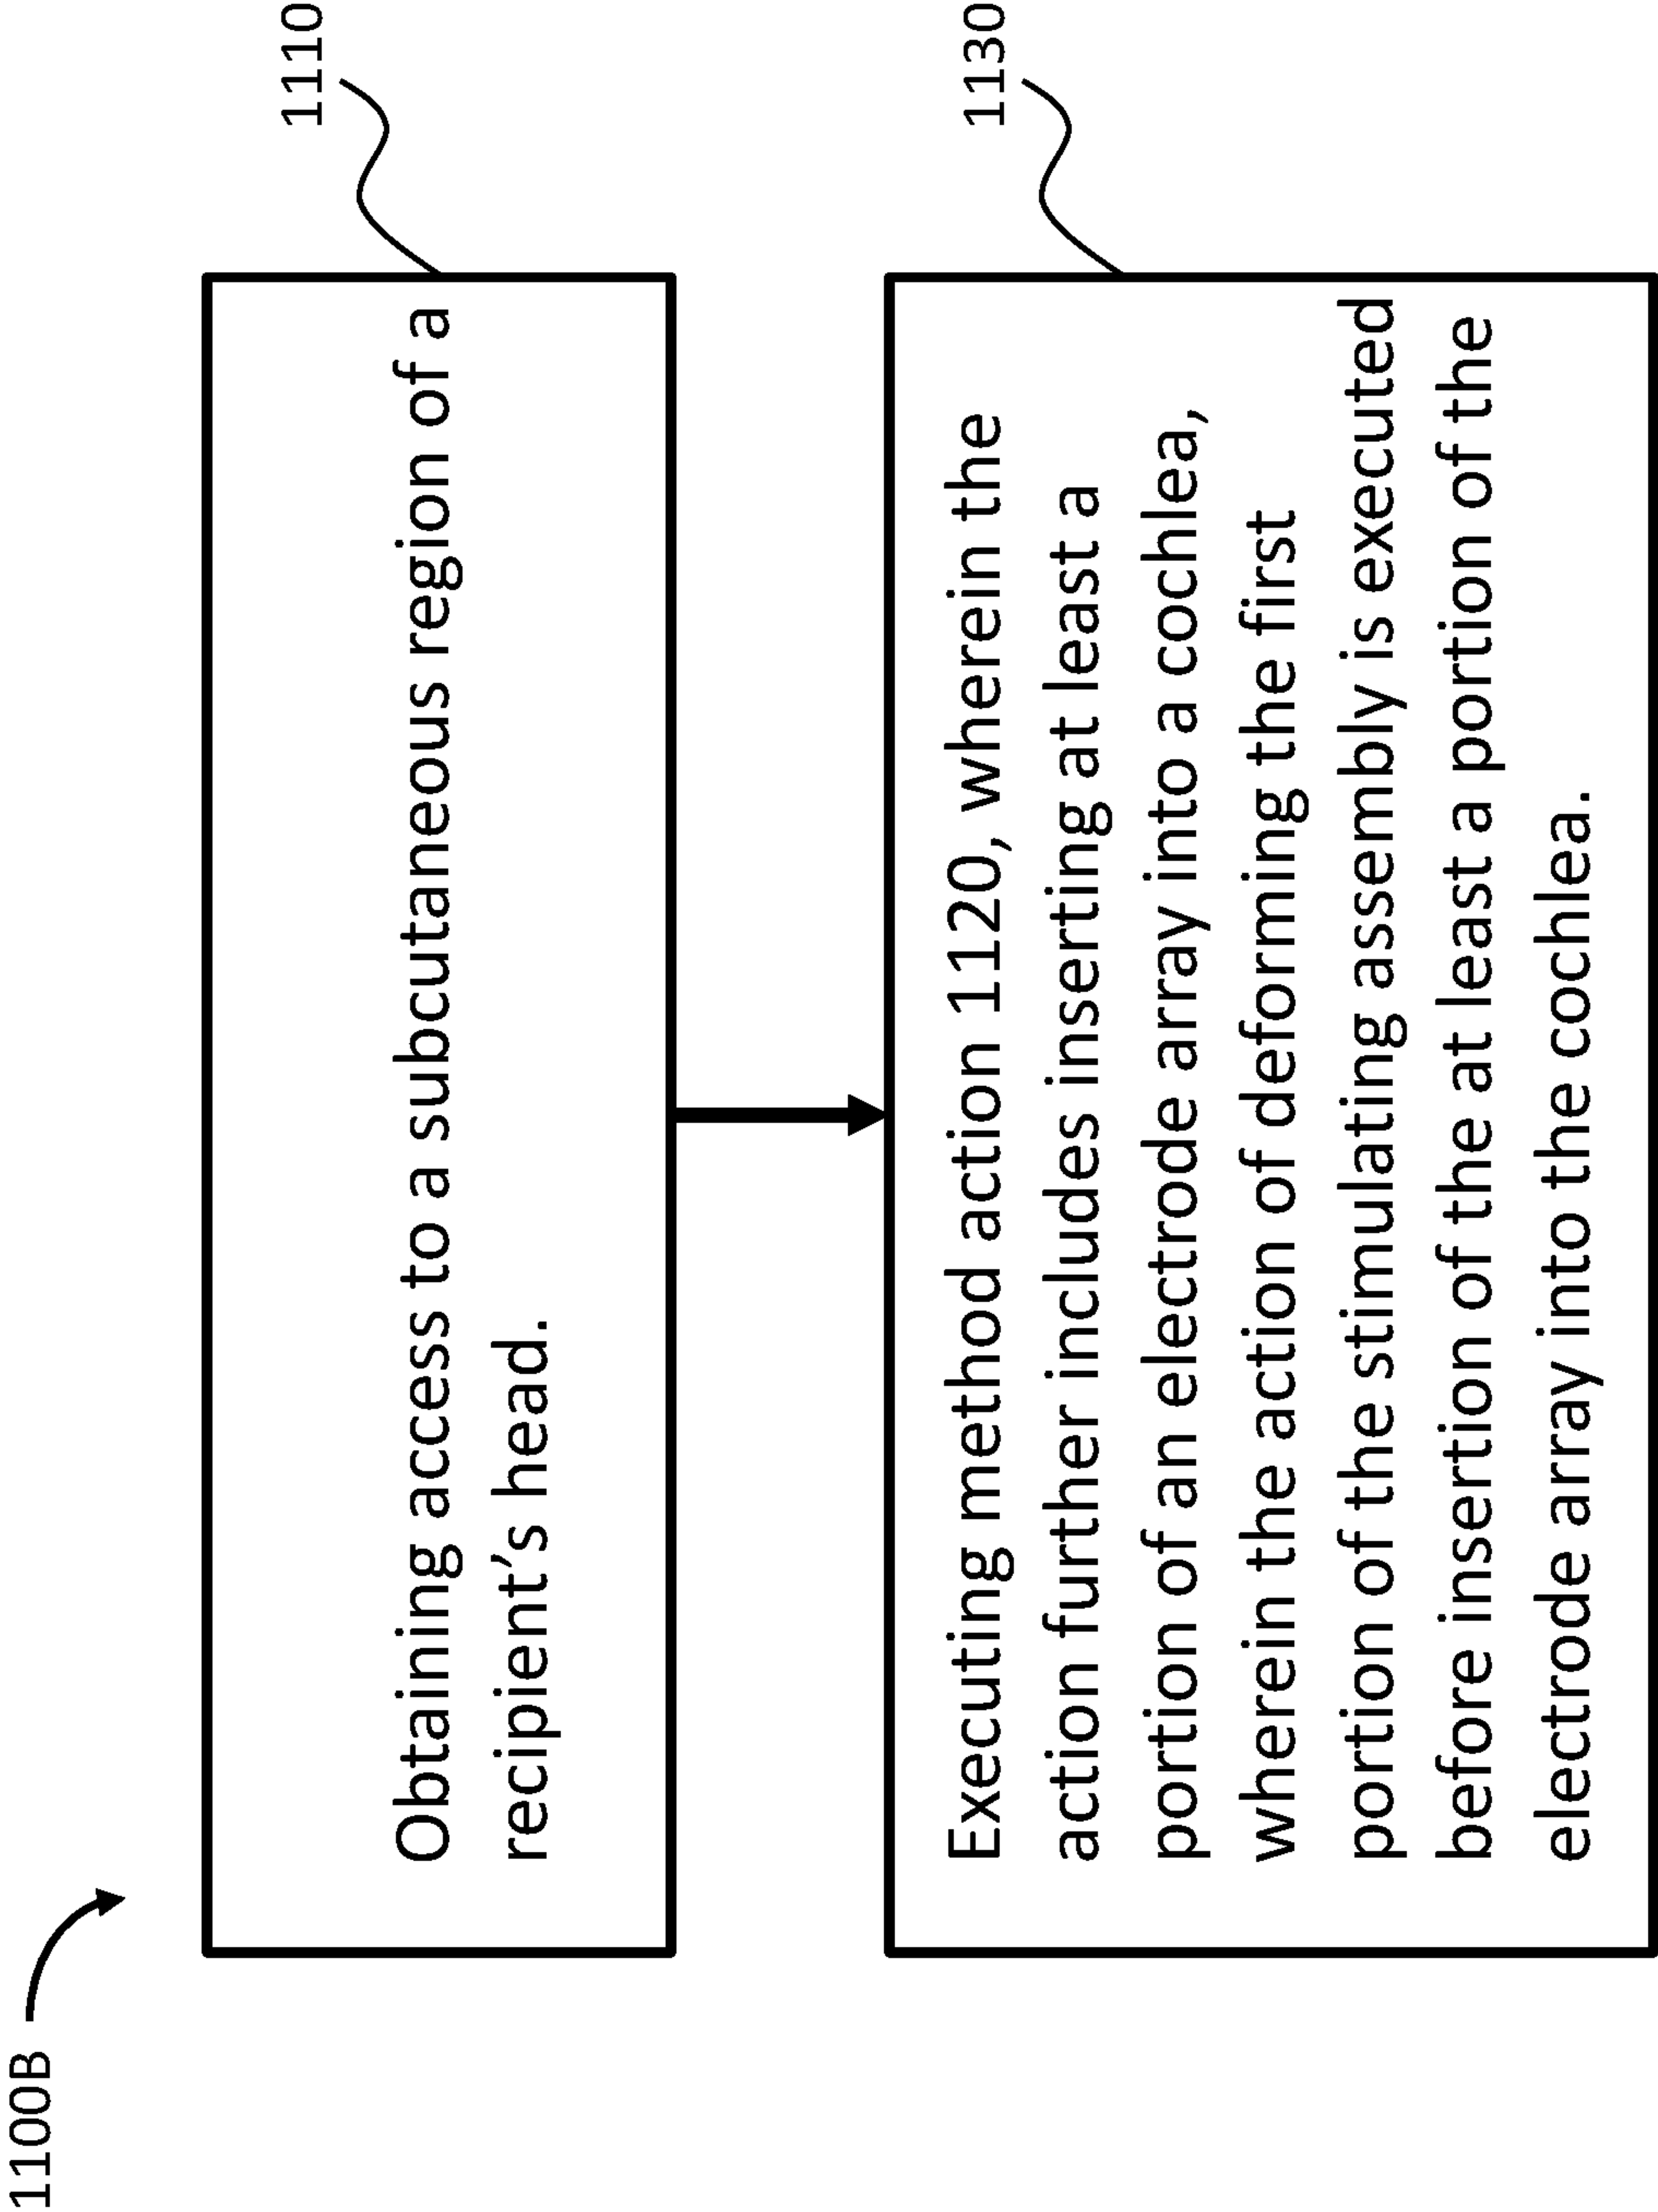 1100B
1110
Obtaining access to a subcutaneous region of a
recipient's head.
1130
Executing method action 1120, wherein the
action further includes inserting at least a
portion of an electrode array into a cochlea,
wherein the action of deforming the first
portion of the stimulating assembly is executed
before insertion of the at least a portion of the
electrode array into the cochlea.